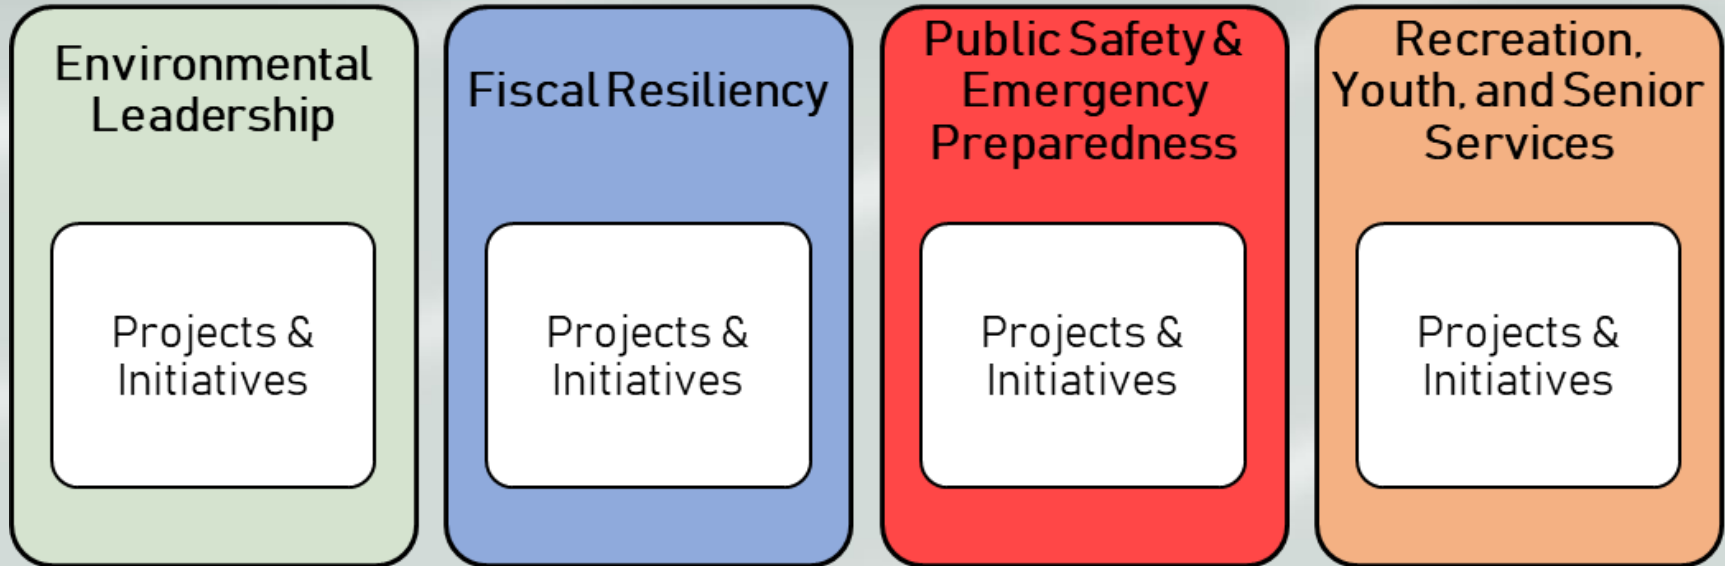 Environmental
Leadership
Projects &
Initiatives
Fiscal Resiliency
Projects &
Initiatives
Public Safety &
Emergency
Preparedness
Projects &
Initiatives
Recreation,
Youth, and Senior
Services
Projects &
Initiatives